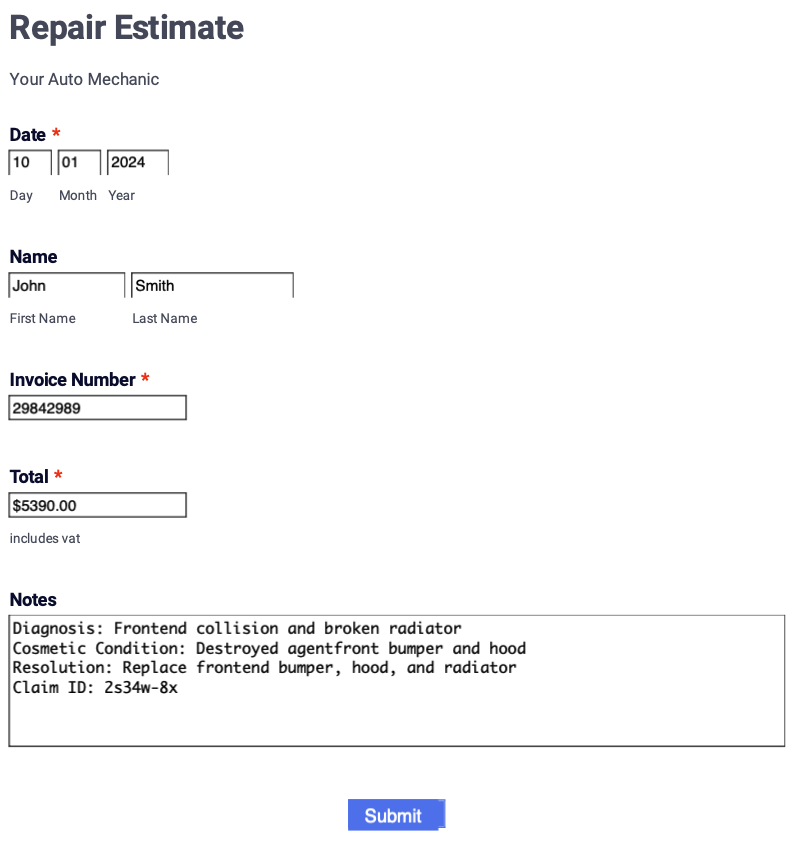 Repair Estimate
Your Auto Mechanic
Date *
10 01 2024
Day Month Year
Name
John Smith
First Name Last Name
Invoice Number *
29842989
Total *
$5390.00
includes vat
Notes
Diagnosis: Frontend collision and broken radiator
Cosmetic Condition: Destroyed agentfront bumper and hood
Resolution: Replace frontend bumper, hood, and radiator
Claim ID: 2s34w-8x
Submit